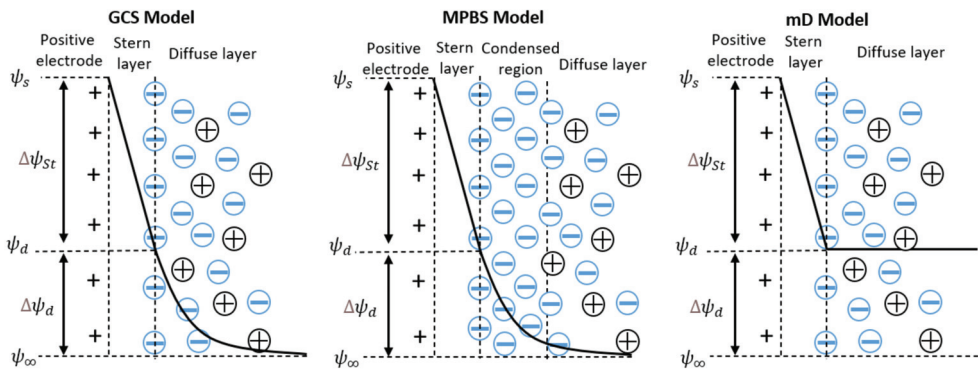 GCS Model
Positive electrode
Stern layer
Diffuse layer
ψs
ΔψSt
ψd
Δψd
ψ∞
MPBS Model
Positive electrode
Stern layer
Condensed region
Diffuse layer
ψs
ΔψSt
ψd
Δψd
ψ∞
mD Model
Positive electrode
Stern layer
Diffuse layer
ψs
ΔψSt
ψd
Δψd
ψ∞